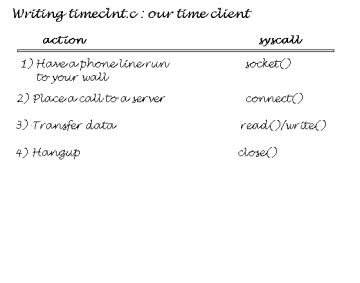 Writing timeclnt.c : our time client
action syscall
1) Have a phone line run socket()
to your wall
2) Place a call to a server connect()
3) Transfer data read()/write()
4) Hangup close()